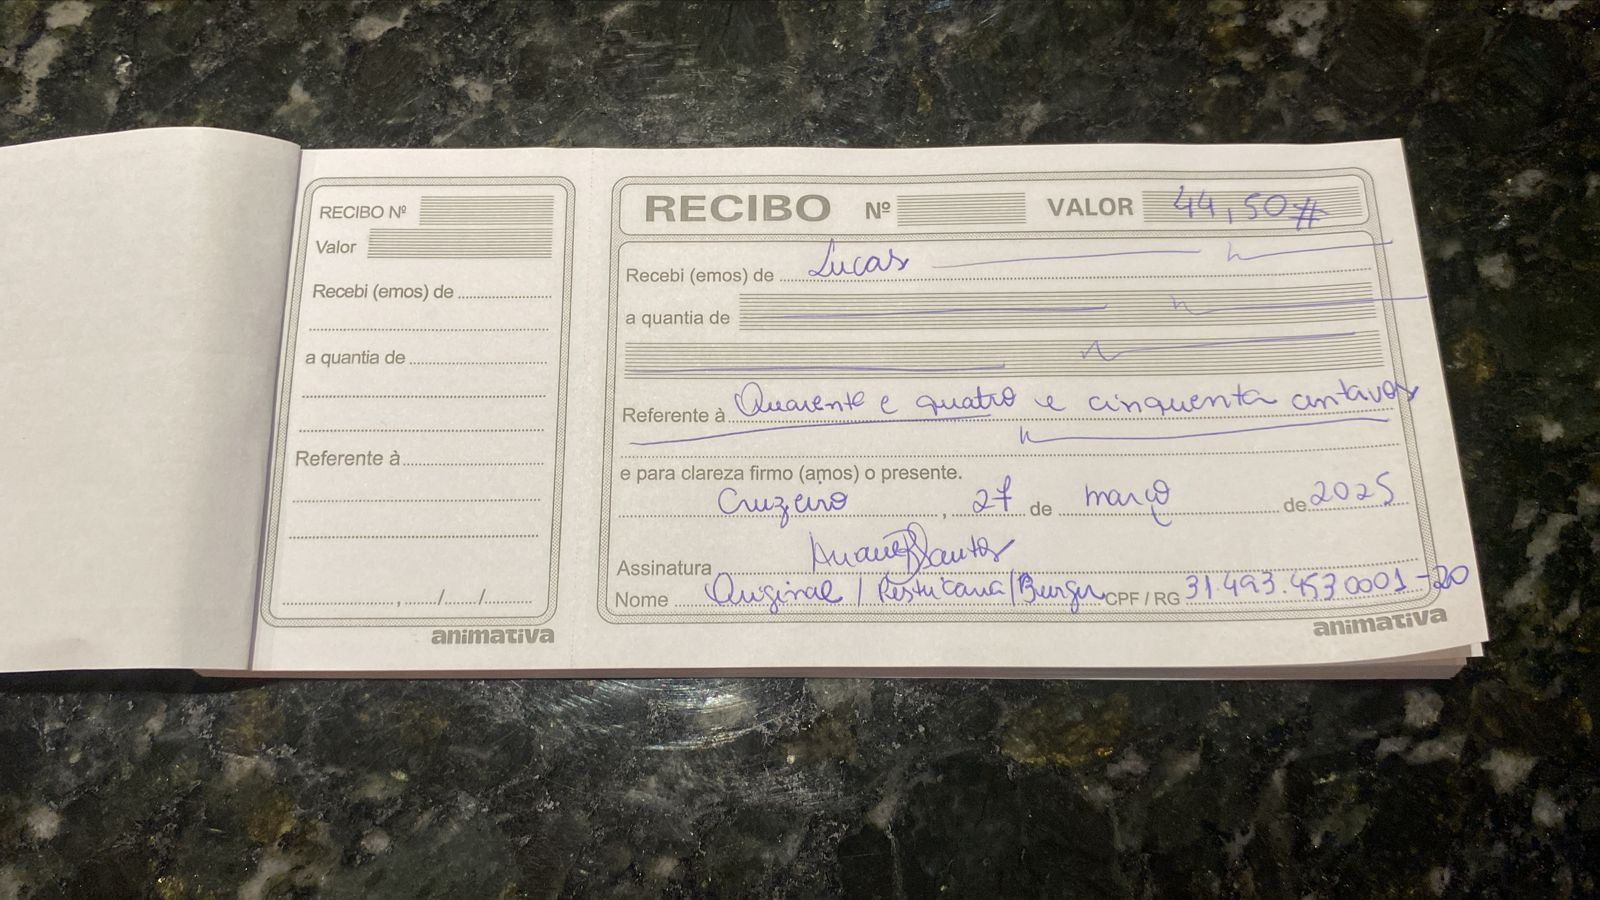 RECIBO Nº
Valor
Recebi (emos) de
a quantia de
Referente à
, / /
animativa
RECIBO Nº VALOR 44,50 #
Recebi (emos) de Lucas
a quantia de
Referente à Quarente e quatro e cinquenta centavos
e para clareza firmo (amos) o presente.
Cruzeiro, 27 de março de 2025
Assinatura
Nome Original / / Burger CPF / RG 31.493.453 0001-20
animativa